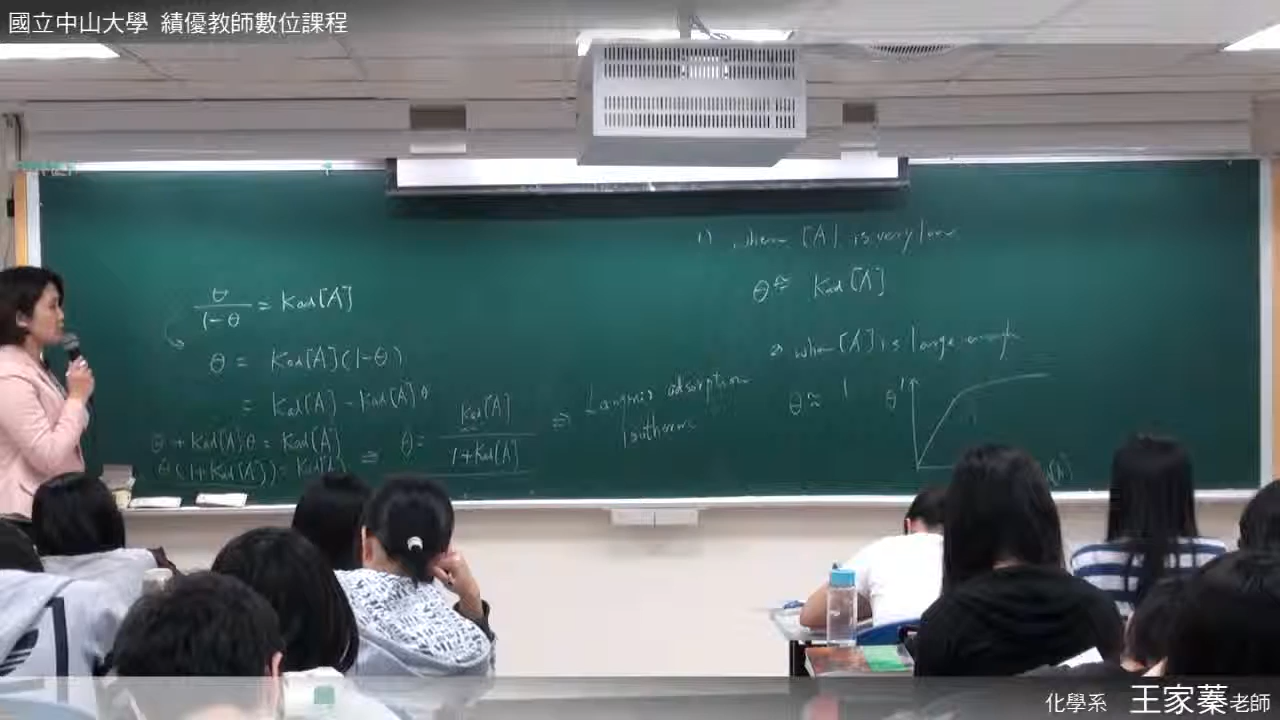 國立中山大學 績優教師數位課程
θ/1-θ = Kad[A]
θ = Kad[A](1-θ)
= Kad[A] - Kad[A]θ
θ + Kad[A]θ = Kad[A]
θ(1+Kad[A]) = Kad[A]
⇒ θ = Kad[A]/1+Kad[A] ⇒ Langmir adsorption
isotherm
1) when [A] is very low
θ ≈ Kad[A]
2) when [A] is large enough
θ ≈ 1
θ
1
化學系 王家蓁老師